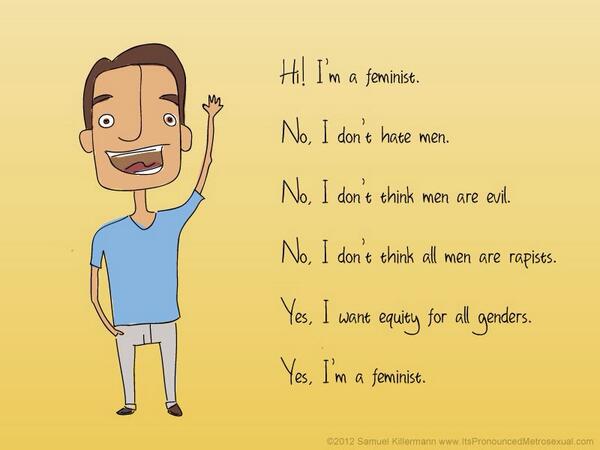 Hi! I'm a feminist.
No, I don't hate men.
No, I don't think men are evil.
No, I don't think all men are rapists.
Yes, I want equity for all genders.
Yes, I'm a feminist.
©2012 Samuel Killermann www.ItsPronouncedMetrosexual.com